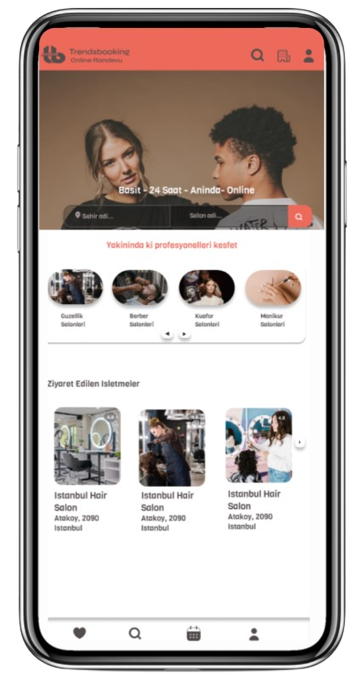 Trendsbooking
Online Randevu
Basit - 24 Saat - Aninda- Online
Sehir adi...
Salon adi...
Yakininda ki profesyonelleri kesfet
Guzellik
Salonlari
Berber
Salonlari
Kuafor
Salonlari
Manikur
Salonlari
Ziyaret Edilen Isletmeler
Istanbul Hair
Salon
Atakoy, 2090
Istanbul
Istanbul Hair
Salon
Atakoy, 2090
Istanbul
Istanbul Hair
Salon
Atakoy, 2090
Istanbul